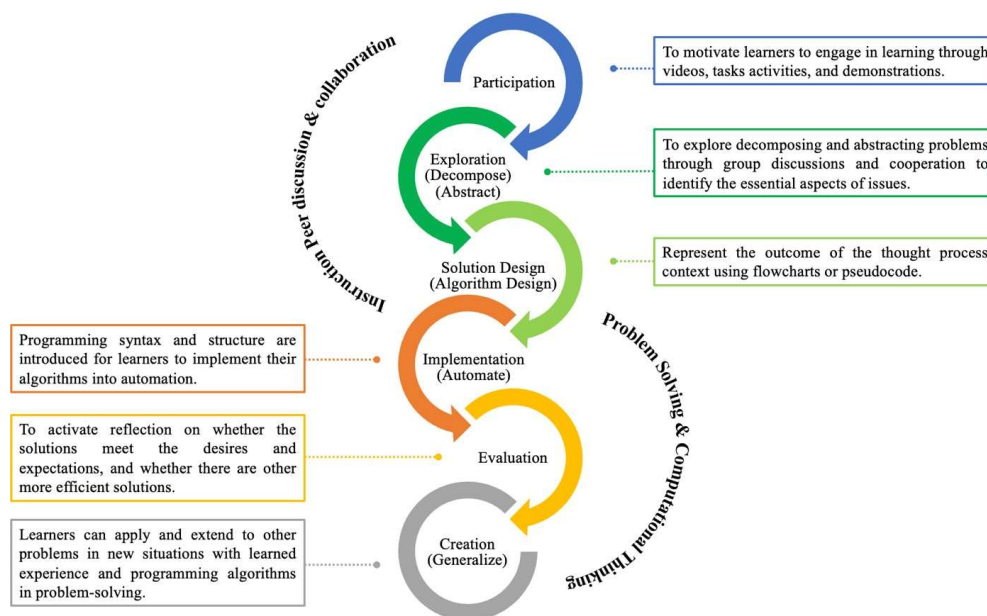 Instruction Peer discussion & collaboration
Participation
To motivate learners to engage in learning through
videos, tasks activities, and demonstrations.
Exploration
(Decompose)
(Abstract)
To explore decomposing and abstracting problems
through group discussions and cooperation to
identify the essential aspects of issues.
Solution Design
(Algorithm Design)
Represent the outcome of the thought process
context using flowcharts or pseudocode.
Problem Solving & Computational Thinking
Programming syntax and structure are
introduced for learners to implement their
algorithms into automation.
Implementation
(Automate)
To activate reflection on whether the
solutions meet the desires and
expectations, and whether there are other
more efficient solutions.
Evaluation
Learners can apply and extend to other
problems in new situations with learned
experience and programming algorithms
in problem-solving.
Creation
(Generalize)